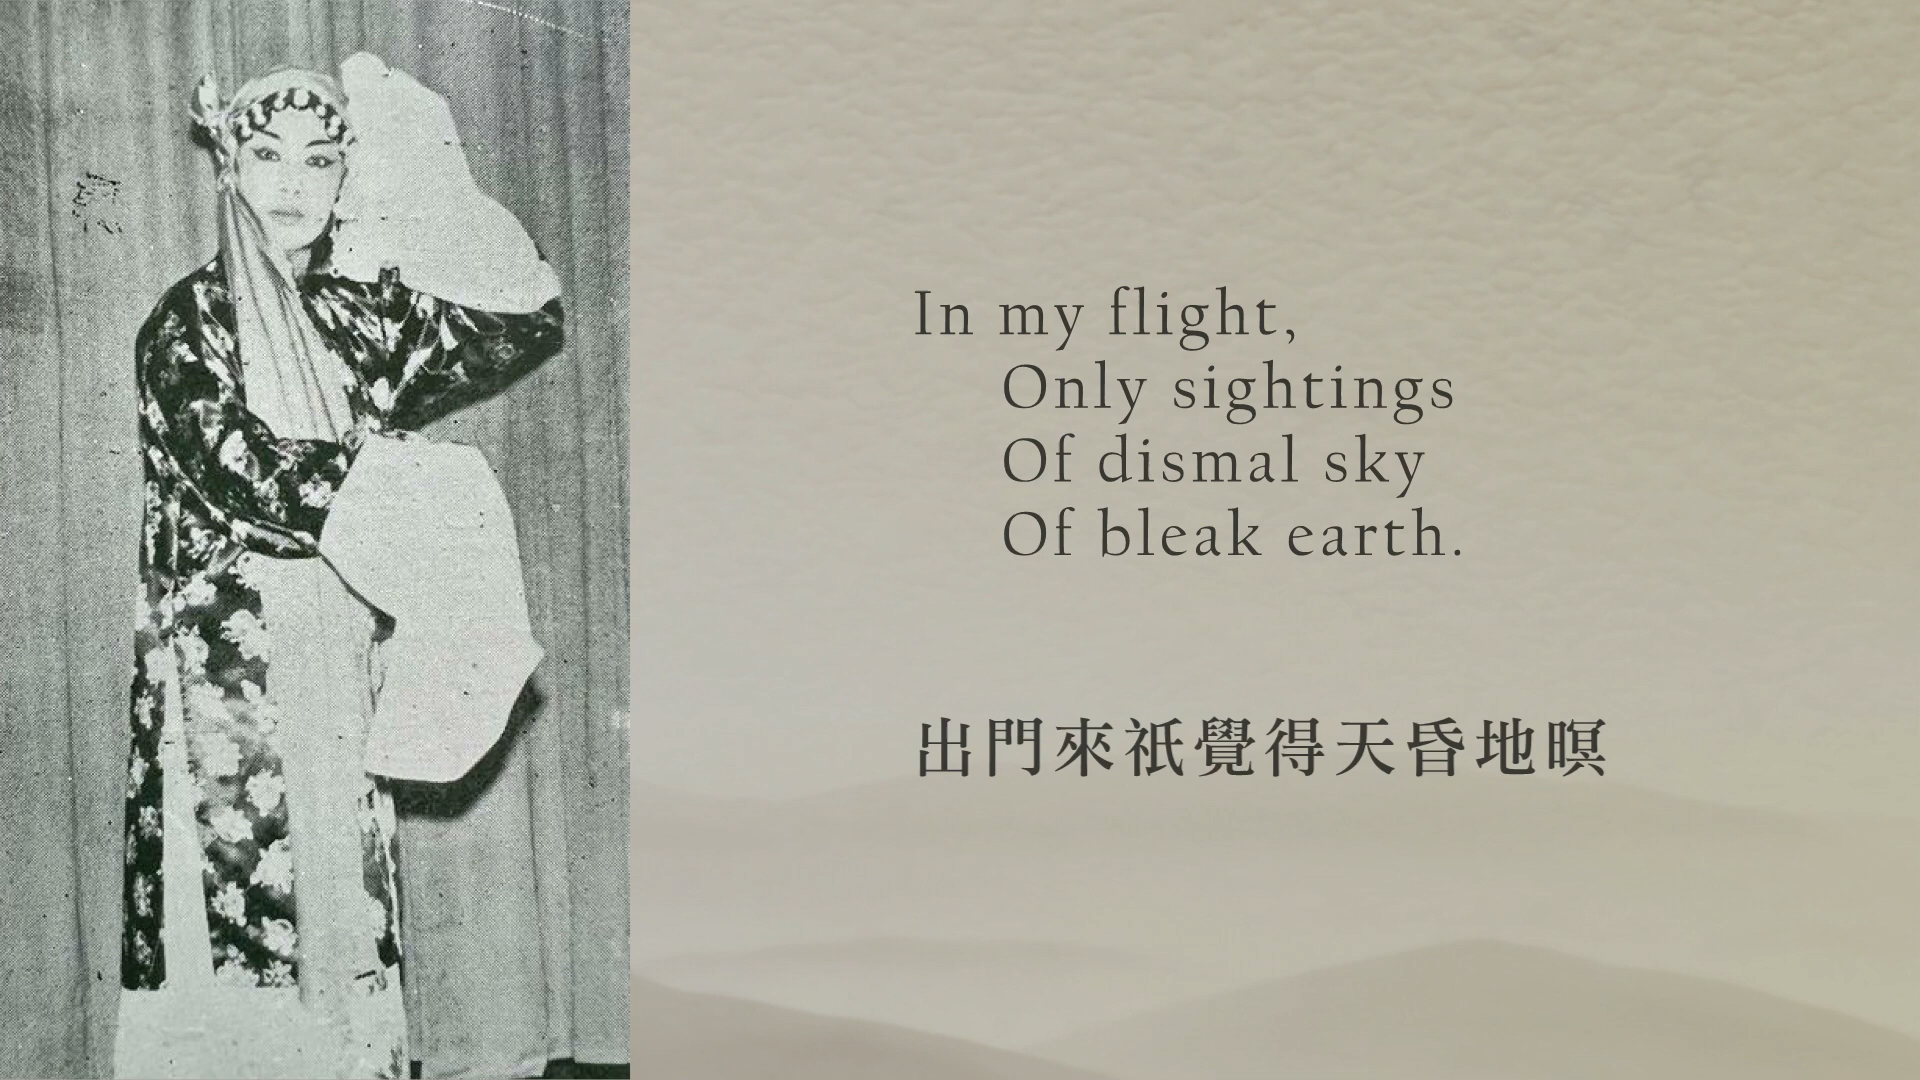 In my flight,
Only sightings
Of dismal sky
Of bleak earth.
出門來祇覺得天昏地暝